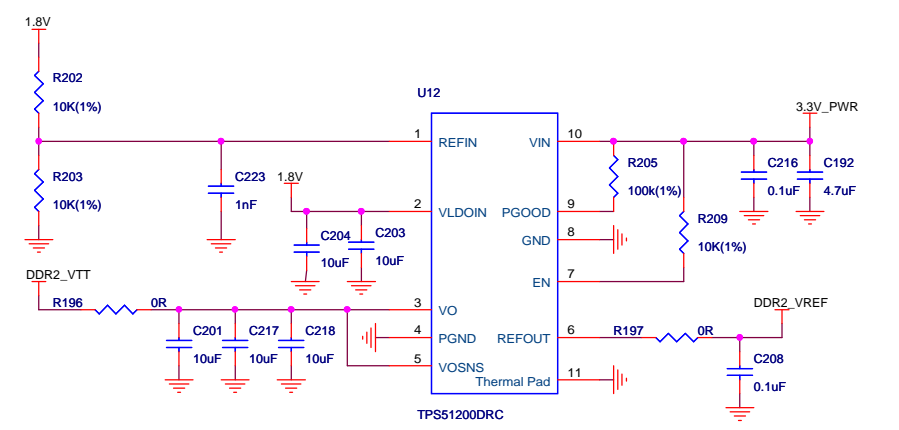 1.8V
R202
10K(1%)
U12
3.3V_PWR
1
REFIN
VIN
10
R203
10K(1%)
C223
1nF
R205
100k(1%)
C216
0.1uF
C192
4.7uF
1.8V
2
VLDOIN
PGOOD
9
C204
10uF
C203
10uF
GND
8
R209
10K(1%)
EN
7
DDR2_VTT
R196
0R
3
VO
DDR2_VREF
C201
10uF
C217
10uF
C218
10uF
4
PGND
REFOUT
6
R197
0R
5
VOSNS
Thermal Pad
11
C208
0.1uF
TPS51200DRC